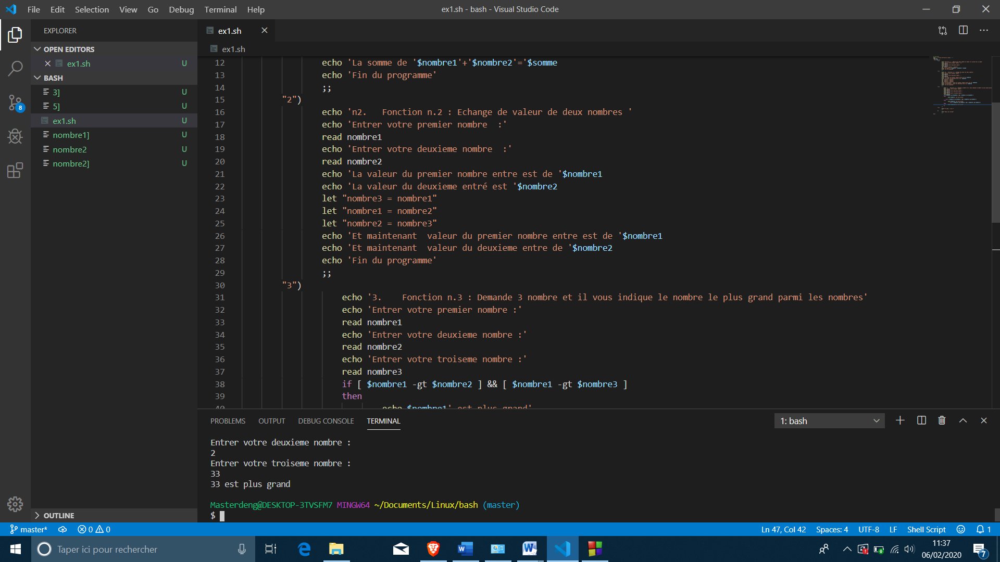 File Edit Selection View Go Debug Terminal Help
ex1.sh - bash - Visual Studio Code
EXPLORER
OPEN EDITORS
ex1.sh U
BASH
3] U
5] U
ex1.sh U
nombre1] U
nombre2 U
nombre2] U
OUTLINE
8
ex1.sh
ex1.sh
12 echo 'La somme de '$nombre1'+'$nombre2'='$somme
13 echo 'Fin du programme'
14 ;;
15 "2")
16 echo 'n2.   Fonction n.2 : Echange de valeur de deux nombres '
17 echo 'Entrer votre premier nombre  :'
18 read nombre1
19 echo 'Entrer votre deuxieme nombre  :'
20 read nombre2
21 echo 'La valeur du premier nombre entre est de '$nombre1
22 echo 'La valeur du deuxieme entré est '$nombre2
23 let "nombre3 = nombre1"
24 let "nombre1 = nombre2"
25 let "nombre2 = nombre3"
26 echo 'Et maintenant  valeur du premier nombre entre est de '$nombre1
27 echo 'Et maintenant  valeur du deuxieme entre de '$nombre2
28 echo 'Fin du programme'
29 ;;
30 "3")
31 echo '3.    Fonction n.3 : Demande 3 nombre et il vous indique le nombre le plus grand parmi les nombres'
32 echo 'Entrer votre premier nombre :'
33 read nombre1
34 echo 'Entrer votre deuxieme nombre :'
35 read nombre2
36 echo 'Entrer votre troiseme nombre :'
37 read nombre3
38 if [ $nombre1 -gt $nombre2 ] && [ $nombre1 -gt $nombre3 ]
39 then
40 echo $nombre1' est plus grand'
PROBLEMS OUTPUT DEBUG CONSOLE TERMINAL
1: bash
Entrer votre deuxieme nombre :
2
Entrer votre troiseme nombre :
33
33 est plus grand
Masterdeng@DESKTOP-3TVSFM7 MINGW64 ~/Documents/Linux/bash (master)
$
master* 0 0
Ln 47, Col 42 Spaces: 4 UTF-8 LF Shell Script 1
Taper ici pour rechercher
11:37
06/02/2020
7